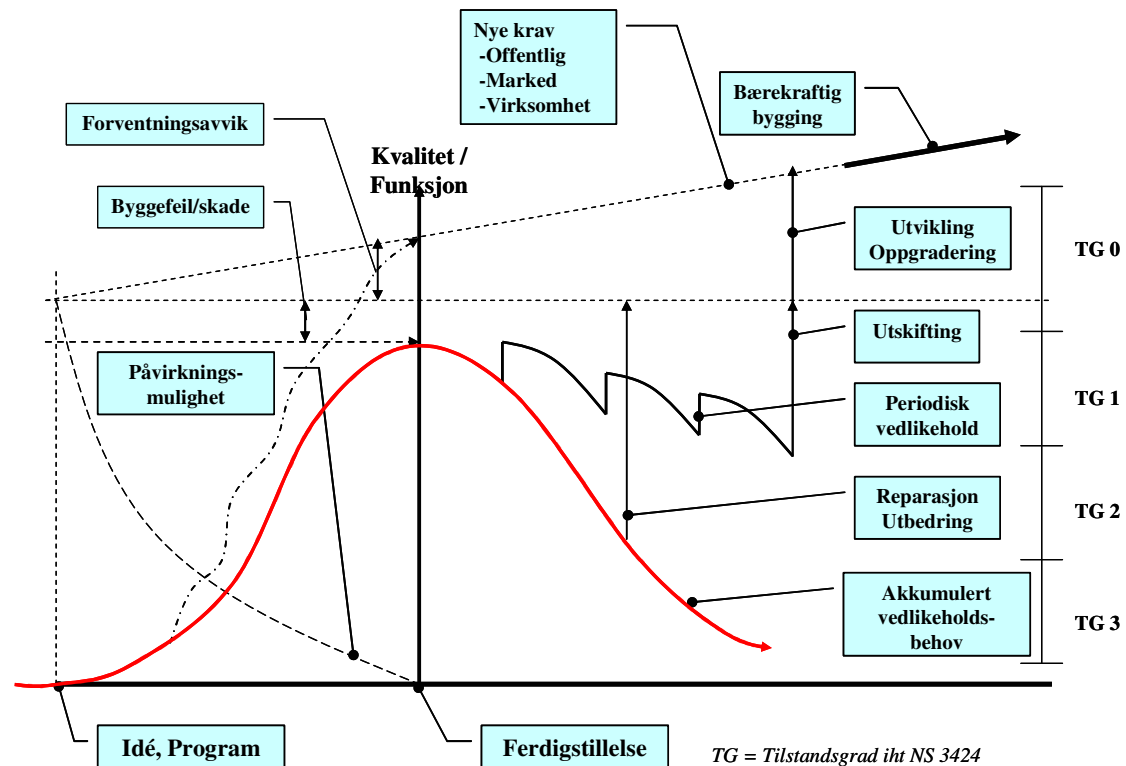 Nye krav
-Offentlig
-Marked
-Virksomhet
Bærekraftig
bygging
Forventningsavvik
Kvalitet /
Funksjon
Byggefeil/skade
Utvikling
Oppgradering
TG 0
Utskifting
Påvirknings-
mulighet
Periodisk
vedlikehold
TG 1
Reparasjon
Utbedring
TG 2
Akkumulert
vedlikeholds-
behov
TG 3
Idé, Program
Ferdigstillelse
TG = Tilstandsgrad iht NS 3424